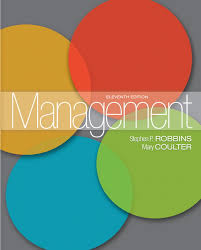 ELEVENTH EDITION
Management
Stephen P. ROBBINS
Mary COULTER